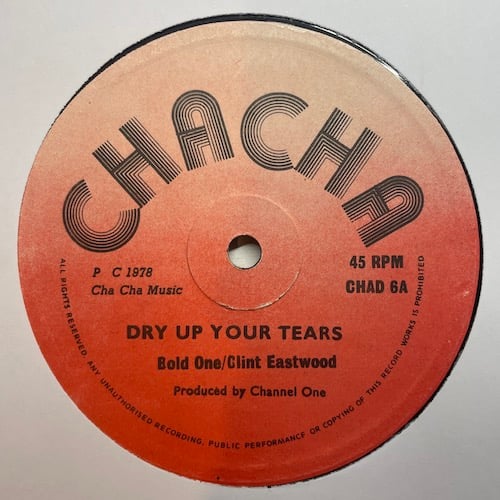 CHACHA
P C 1978
Cha Cha Music
45 RPM
CHAD 6A
DRY UP YOUR TEARS
Bold One/Clint Eastwood
Produced by Channel One
ALL RIGHTS RESERVED. ANY UNAUTHORISED RECORDING, PUBLIC PERFORMANCE OR COPYING OF THIS RECORD WORKS IS PROHIBITED